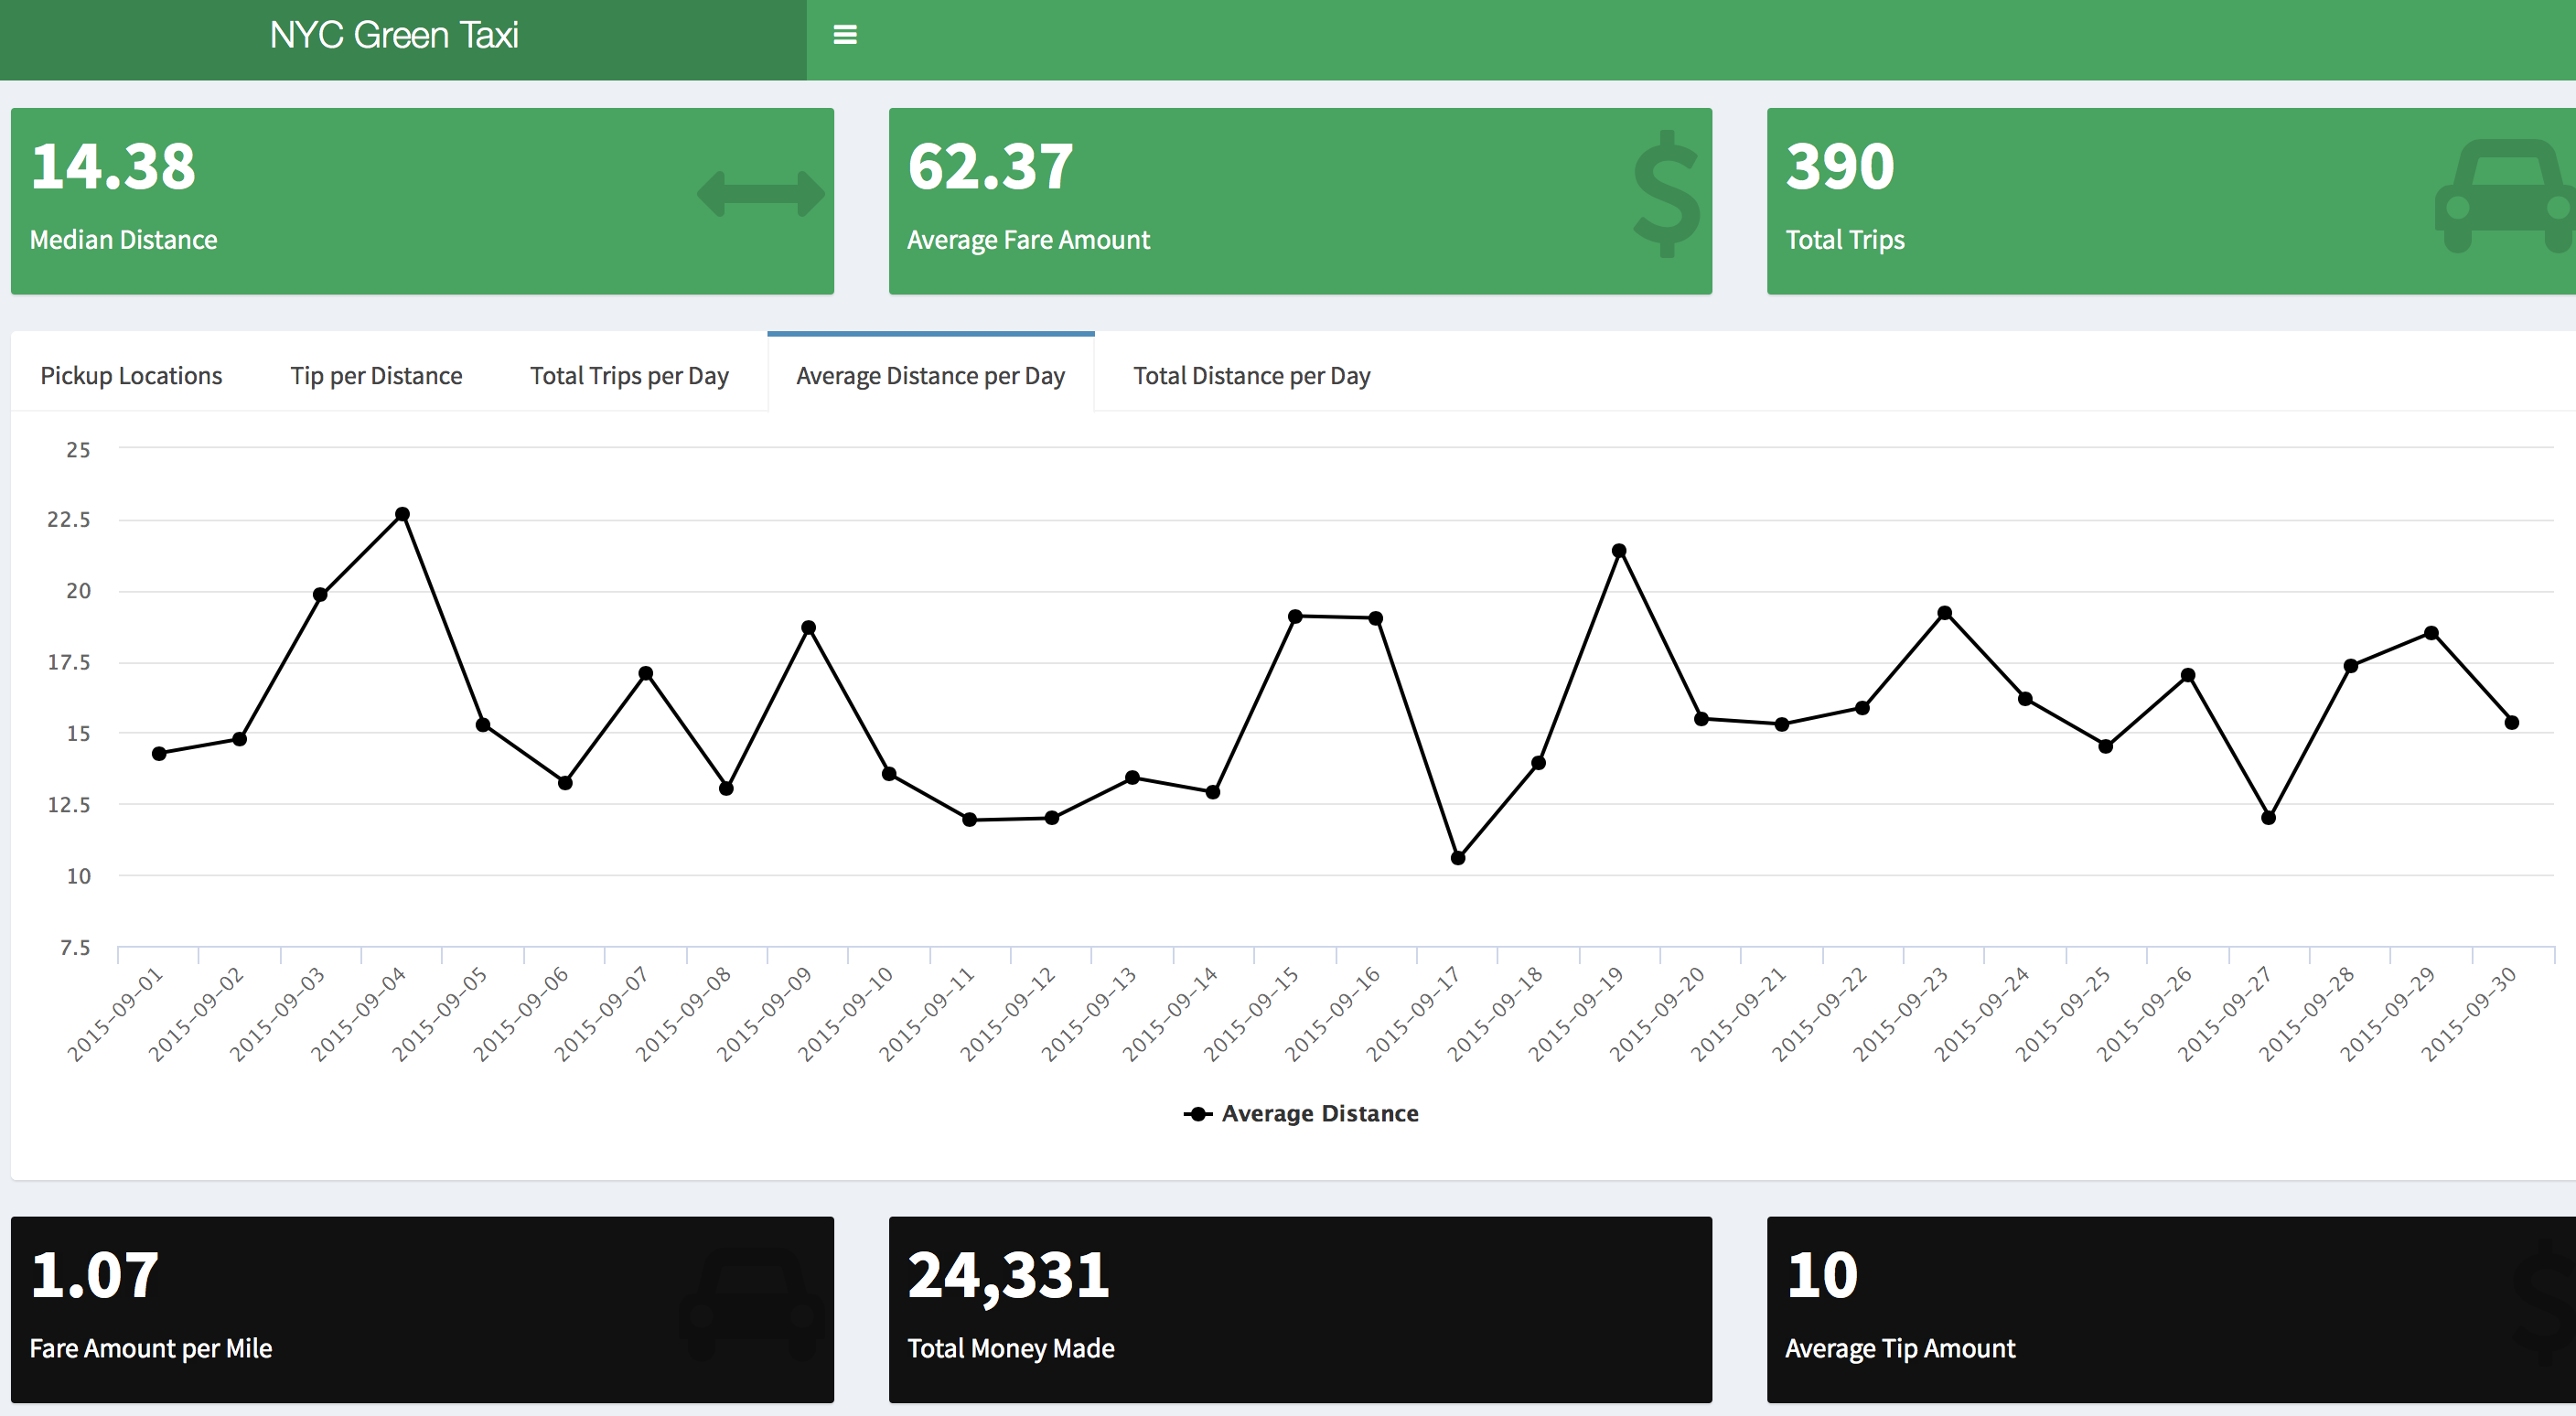 NYC Green Taxi
14.38
Median Distance
62.37
Average Fare Amount
390
Total Trips
Pickup Locations Tip per Distance Total Trips per Day Average Distance per Day Total Distance per Day
25
22.5
20
17.5
15
12.5
10
7.5
2015-09-01 2015-09-02 2015-09-03 2015-09-04 2015-09-05 2015-09-06 2015-09-07 2015-09-08 2015-09-09 2015-09-10 2015-09-11 2015-09-12 2015-09-13 2015-09-14 2015-09-15 2015-09-16 2015-09-17 2015-09-18 2015-09-19 2015-09-20 2015-09-21 2015-09-22 2015-09-23 2015-09-24 2015-09-25 2015-09-26 2015-09-27 2015-09-28 2015-09-29 2015-09-30
Average Distance
1.07
Fare Amount per Mile
24,331
Total Money Made
10
Average Tip Amount